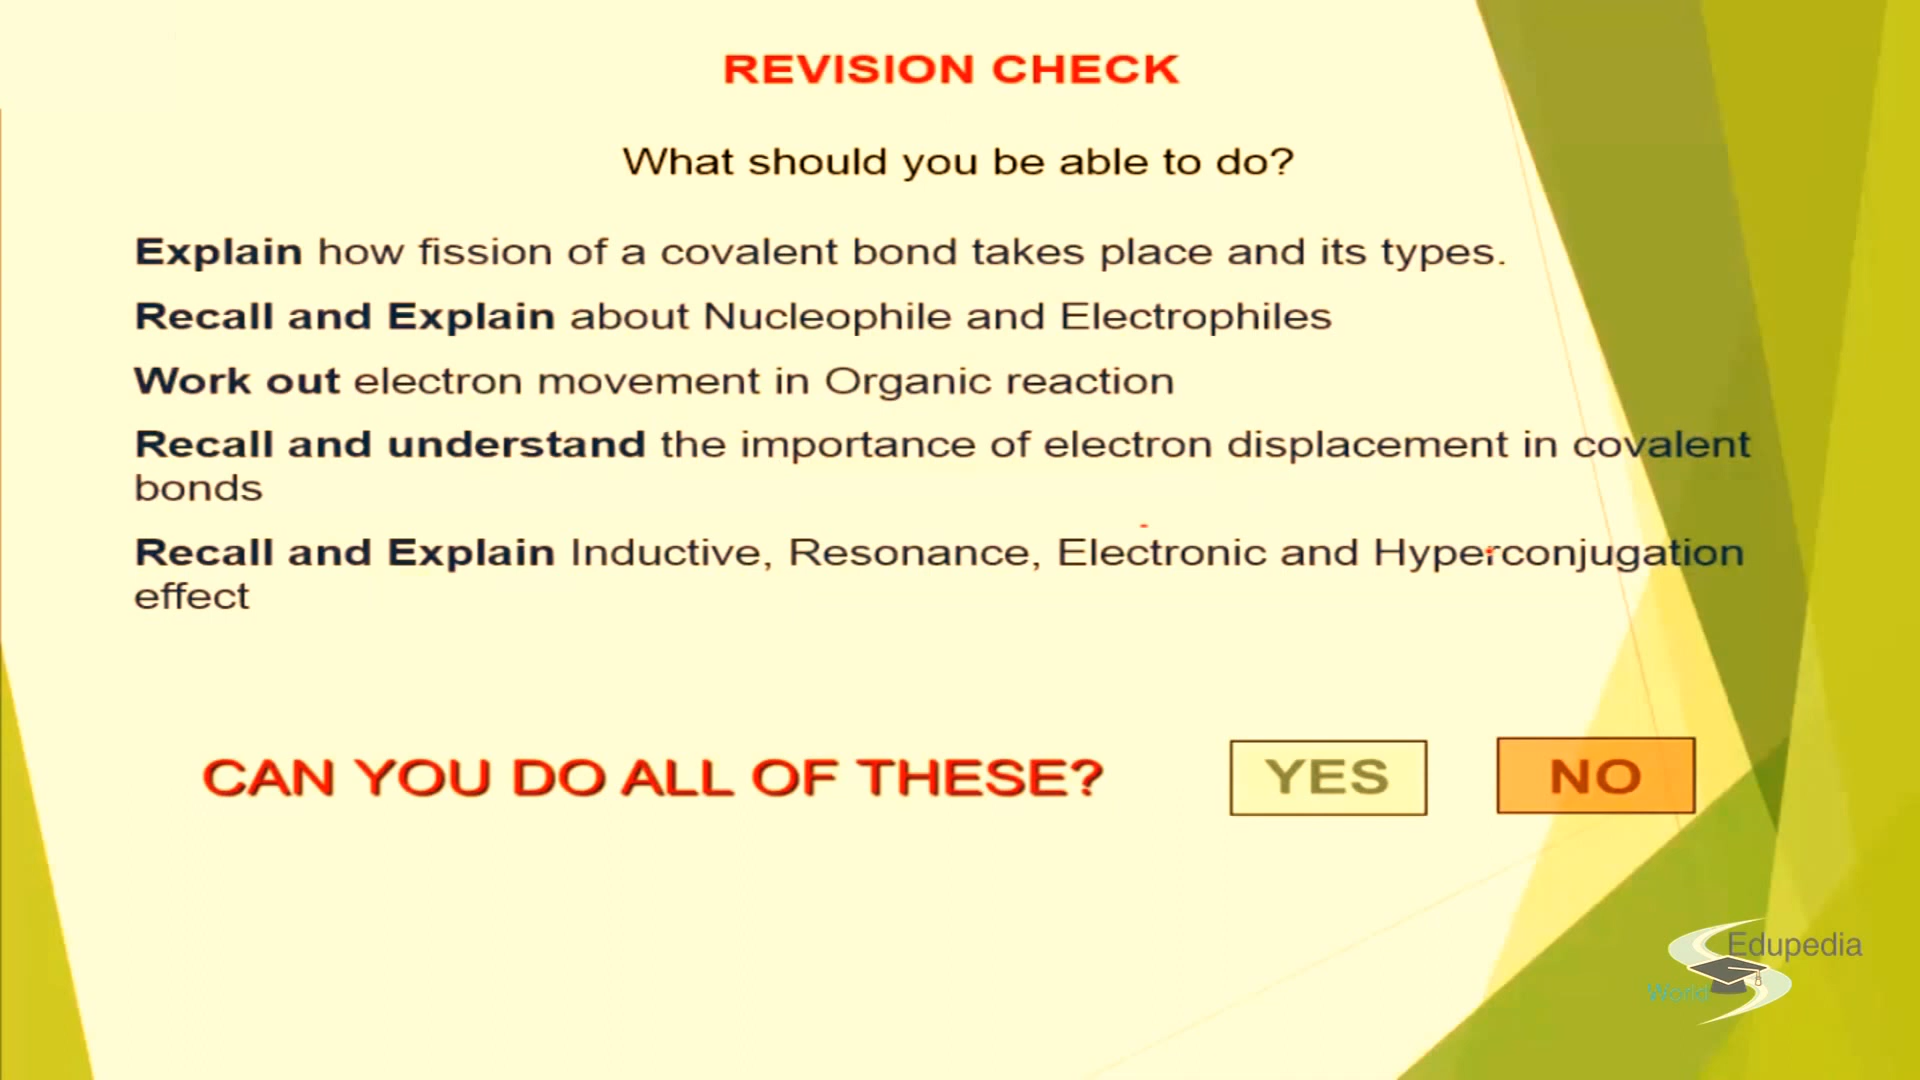 REVISION CHECK
What should you be able to do?
Explain how fission of a covalent bond takes place and its types.
Recall and Explain about Nucleophile and Electrophiles
Work out electron movement in Organic reaction
Recall and understand the importance of electron displacement in covalent
bonds
Recall and Explain Inductive, Resonance, Electronic and Hyperconjugation
effect
CAN YOU DO ALL OF THESE? YES NO
Edupedia
World